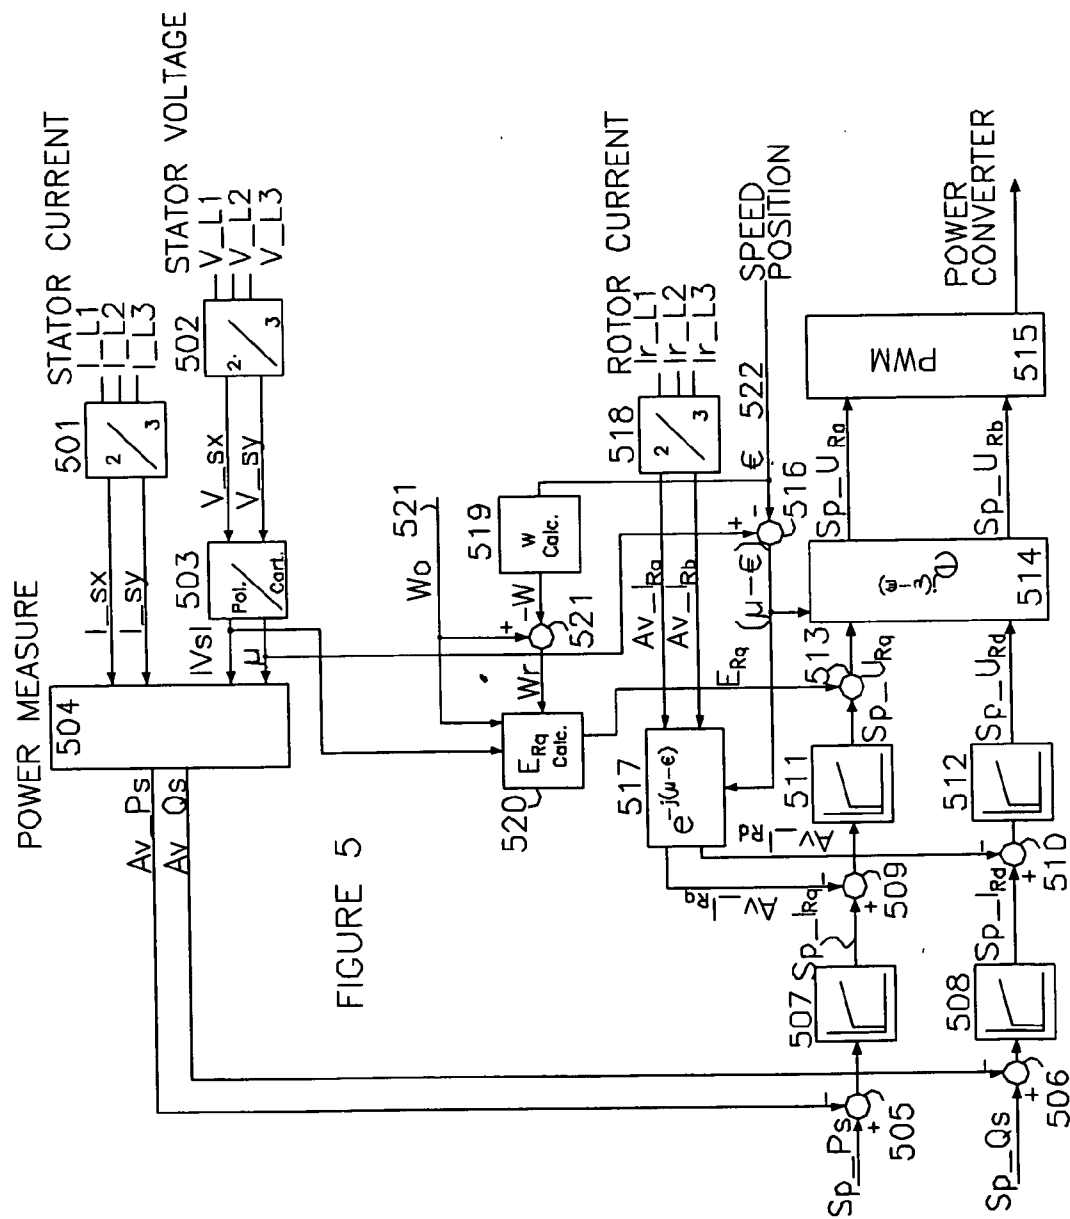 POWER MEASURE
STATOR CURRENT
I_L1
I_L2
I_L3
501
2
3
I_sx
I_sy
504
STATOR VOLTAGE
V_L1
V_L2
V_L3
502
2
3
V_sx
V_sy
503
Pol.
Cart.
|Vs|
μ
Av_Ps
Av_Qs
FIGURE 5
Wo
521
519
W
Calc.
-W
+
521
Wr
E_Rq
Calc.
520
ROTOR CURRENT
Ir_L1
Ir_L2
Ir_L3
518
2
3
Av_I_Ra
Av_I_Rb
517
e^-j(μ-ϵ)
Av_I_Rd
Av_I_Rq
E_Rq
SPEED
POSITION
ϵ
522
+
-
516
(μ-ϵ)
Sp_Ps
+
-
505
507
Sp_I_Rq
+
-
509
511
Sp_U_Rq
513
Sp_Qs
+
-
506
508
Sp_I_Rd
+
-
510
512
Sp_U_Rd
514
Sp_U_Ra
Sp_U_Rb
PWM
515
POWER
CONVERTER